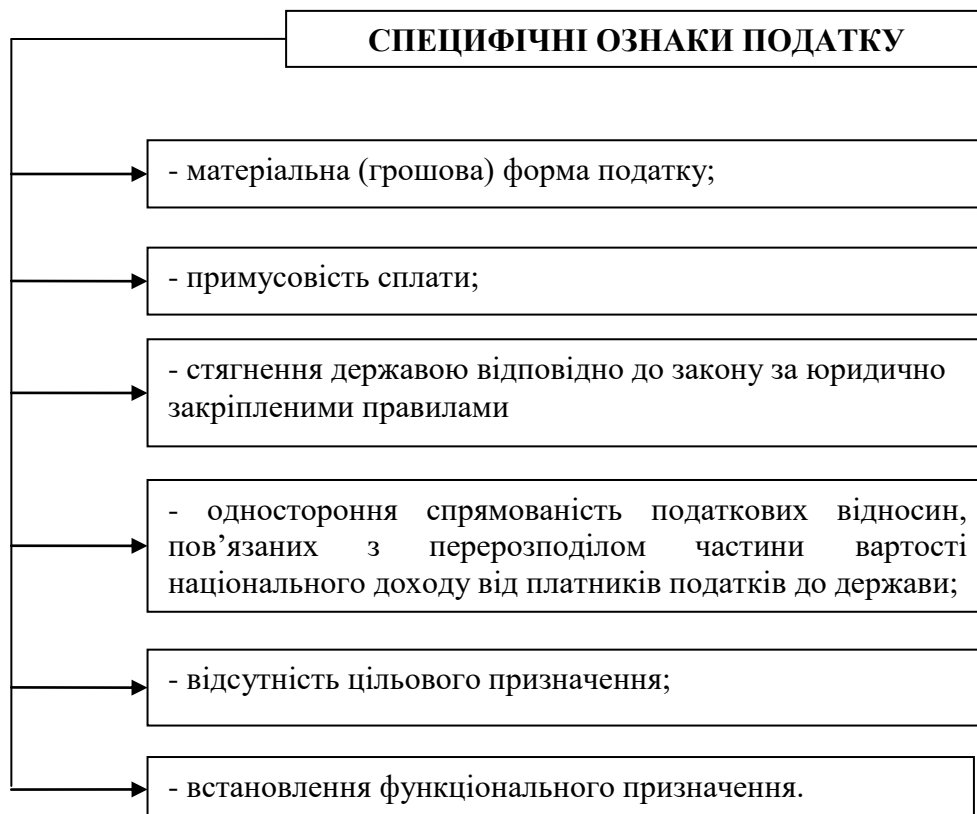 СПЕЦИФІЧНІ ОЗНАКИ ПОДАТКУ
- матеріальна (грошова) форма податку;
- примусовість сплати;
- стягнення державою відповідно до закону за юридично
закріпленими правилами
- одностороння спрямованість податкових відносин,
пов’язаних з перерозподілом частини вартості
національного доходу від платників податків до держави;
- відсутність цільового призначення;
- встановлення функціонального призначення.